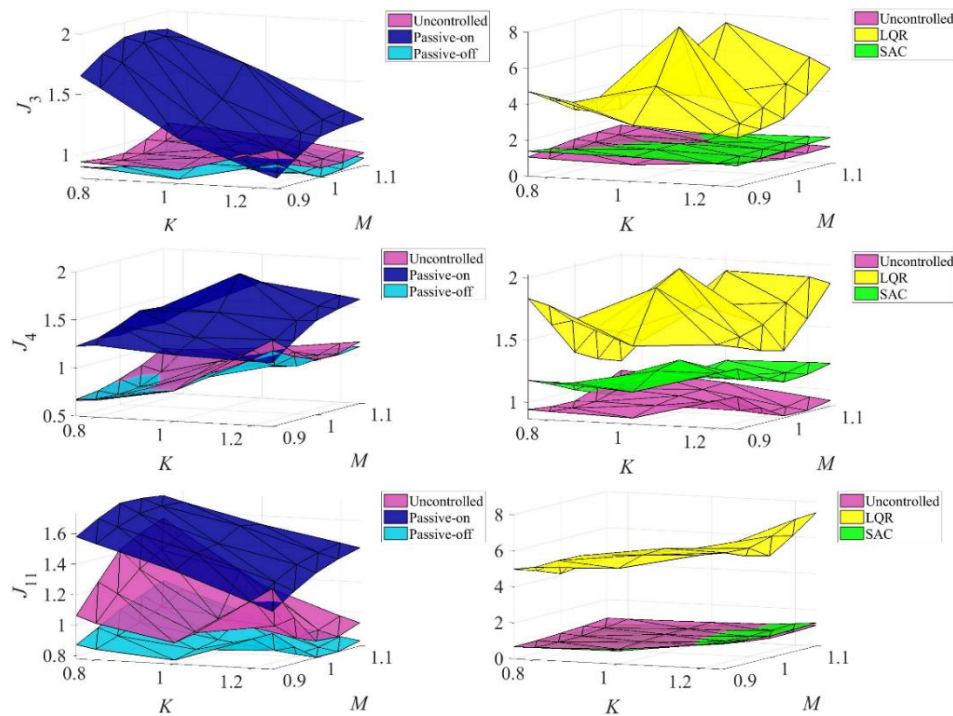 Uncontrolled
Passive-on
Passive-off
J3
2
1.5
1
0.8
1
1.2
K
0.9
1
1.1
M
Uncontrolled
LQR
SAC
8
6
4
2
0
0.8
1
1.2
K
0.9
1
1.1
M
Uncontrolled
Passive-on
Passive-off
J4
2
1.5
1
0.5
0.8
1
1.2
K
0.9
1
1.1
M
Uncontrolled
LQR
SAC
2
1.5
1
0.8
1
1.2
K
0.9
1
1.1
M
Uncontrolled
Passive-on
Passive-off
J11
1.6
1.4
1.2
1
0.8
0.8
1
1.2
K
0.9
1
1.1
M
Uncontrolled
LQR
SAC
8
6
4
2
0
0.8
1
1.2
K
0.9
1
1.1
M